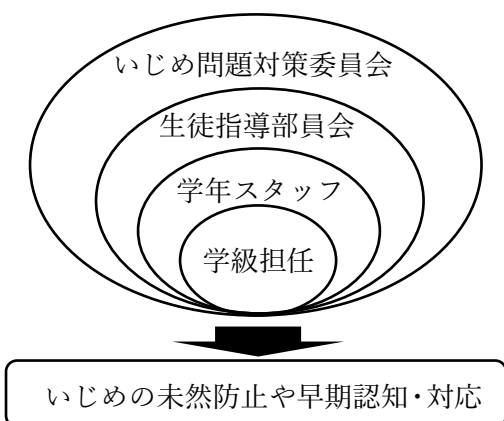 いじめ問題対策委員会
生徒指導部員会
学年スタッフ
学級担任
いじめの未然防止や早期認知・対応